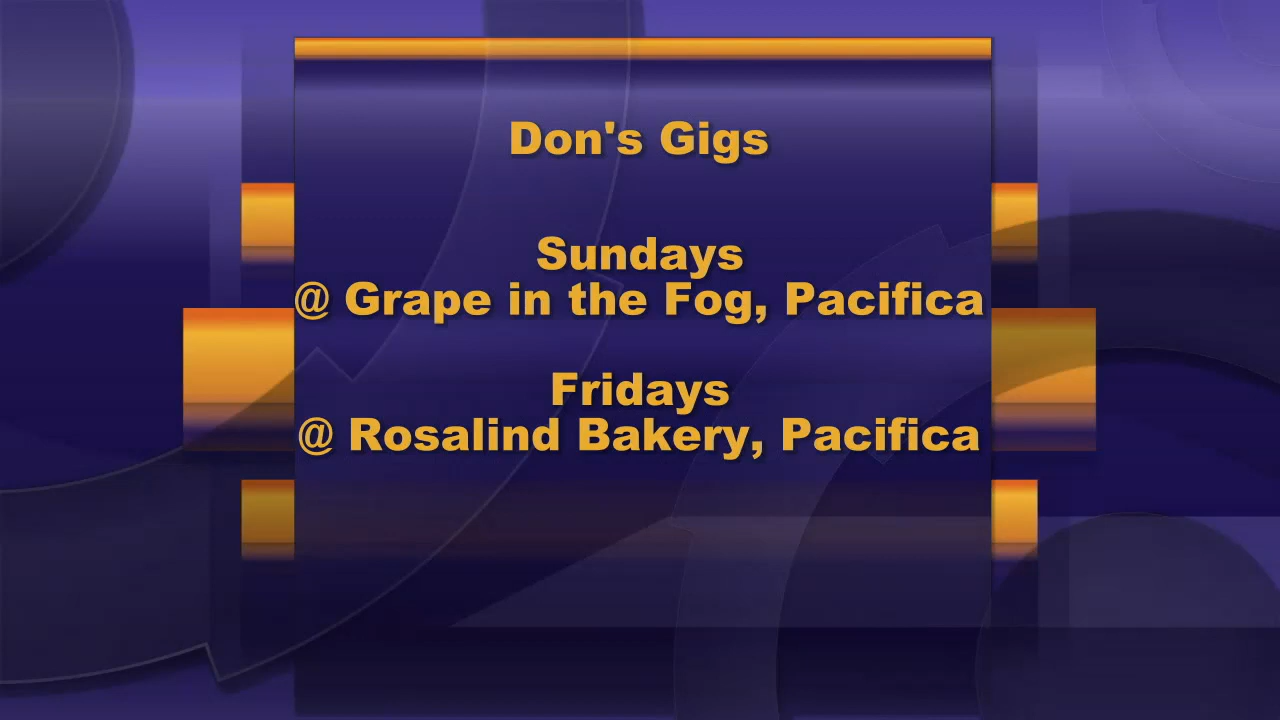 Don's Gigs
Sundays
@ Grape in the Fog, Pacifica
Fridays
@ Rosalind Bakery, Pacifica